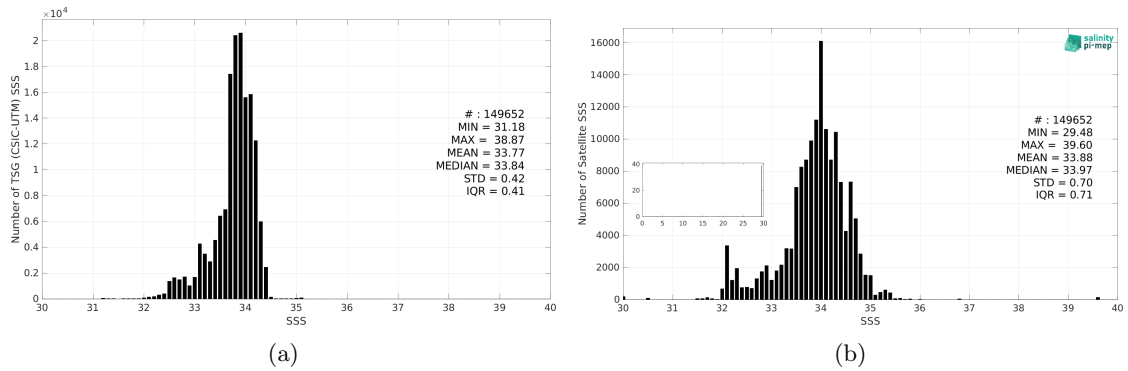 ×10⁴
2
1.8
1.6
1.4
1.2
1
0.8
0.6
0.4
0.2
0
Number of TSG (CSIC-UTM) SSS
# : 149652
MIN = 31.18
MAX = 38.87
MEAN = 33.77
MEDIAN = 33.84
STD = 0.42
IQR = 0.41
30 31 32 33 34 35 36 37 38 39 40
SSS
(a)
salinity
pi-mep
16000
14000
12000
10000
8000
6000
4000
2000
0
Number of Satellite SSS
# : 149652
MIN = 29.48
MAX = 39.60
MEAN = 33.88
MEDIAN = 33.97
STD = 0.70
IQR = 0.71
40
20
0
0 5 10 15 20 25 30
30 31 32 33 34 35 36 37 38 39 40
SSS
(b)